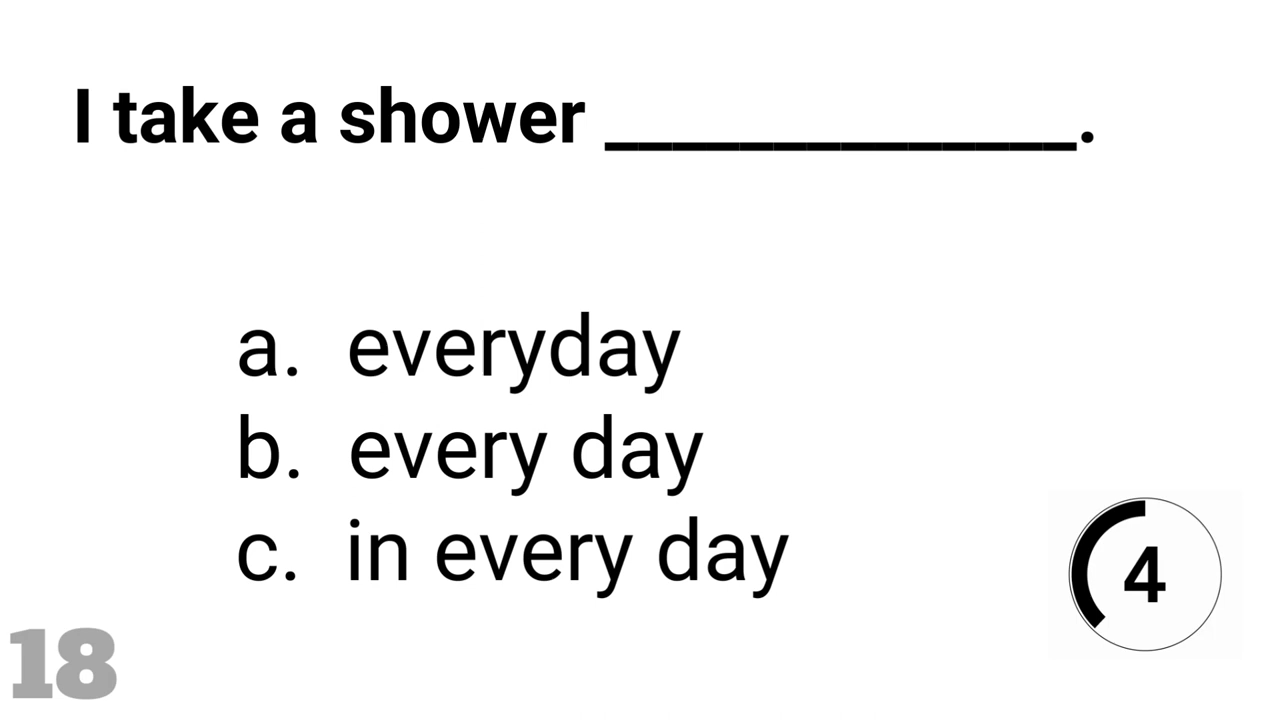 I take a shower ______________.
a. everyday
b. every day
c. in every day
4
18